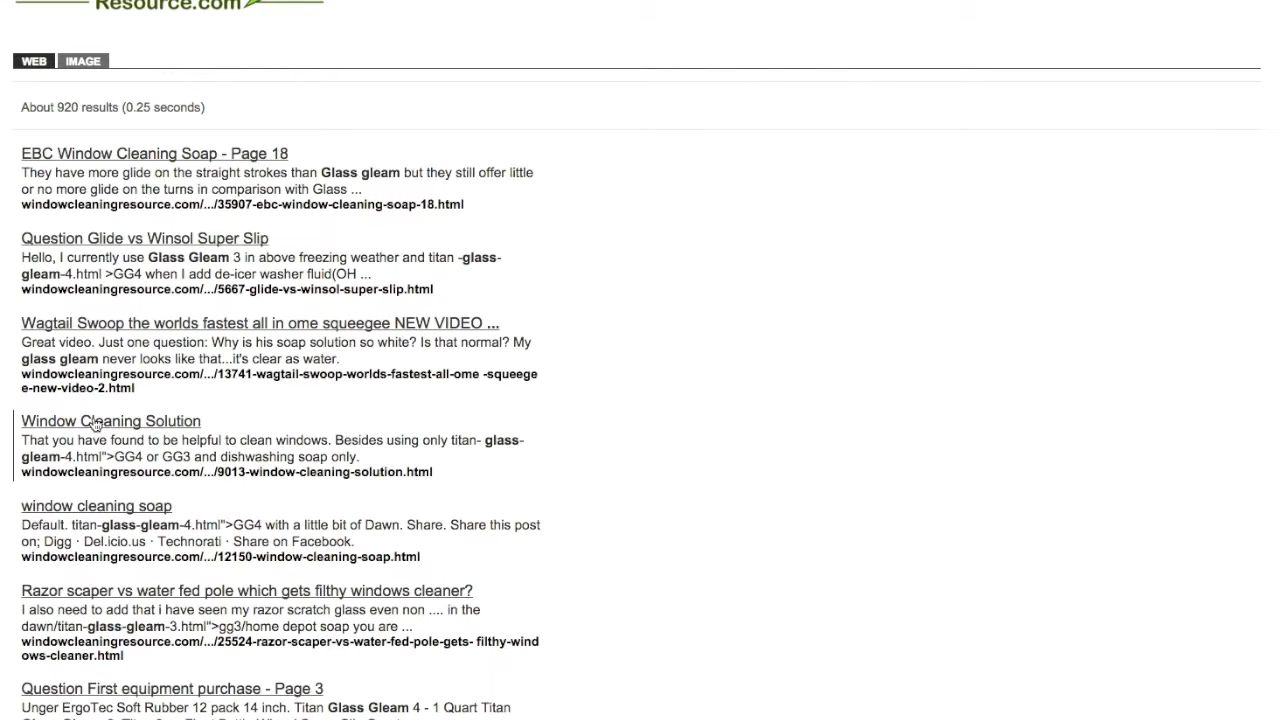 Resource.com
WEB IMAGE
About 920 results (0.25 seconds)
EBC Window Cleaning Soap - Page 18
They have more glide on the straight strokes than Glass gleam but they still offer little
or no more glide on the turns in comparison with Glass ...
windowcleaningresource.com/.../35907-ebc-window-cleaning-soap-18.html
Question Glide vs Winsol Super Slip
Hello, I currently use Glass Gleam 3 in above freezing weather and titan -glass-
gleam-4.html >GG4 when I add de-icer washer fluid(OH ...
windowcleaningresource.com/.../5667-glide-vs-winsol-super-slip.html
Wagtail Swoop the worlds fastest all in ome squeegee NEW VIDEO ...
Great video. Just one question: Why is his soap solution so white? Is that normal? My
glass gleam never looks like that...it's clear as water.
windowcleaningresource.com/.../13741-wagtail-swoop-worlds-fastest-all-ome -squeege
e-new-video-2.html
Window Cleaning Solution
That you have found to be helpful to clean windows. Besides using only titan- glass-
gleam-4.html">GG4 or GG3 and dishwashing soap only.
windowcleaningresource.com/.../9013-window-cleaning-solution.html
window cleaning soap
Default. titan-glass-gleam-4.html">GG4 with a little bit of Dawn. Share. Share this post
on; Digg · Del.icio.us · Technorati · Share on Facebook.
windowcleaningresource.com/.../12150-window-cleaning-soap.html
Razor scaper vs water fed pole which gets filthy windows cleaner?
I also need to add that i have seen my razor scratch glass even non .... in the
dawn/titan-glass-gleam-3.html">gg3/home depot soap you are ...
windowcleaningresource.com/.../25524-razor-scaper-vs-water-fed-pole-gets- filthy-wind
ows-cleaner.html
Question First equipment purchase - Page 3
Unger ErgoTec Soft Rubber 12 pack 14 inch. Titan Glass Gleam 4 - 1 Quart Titan